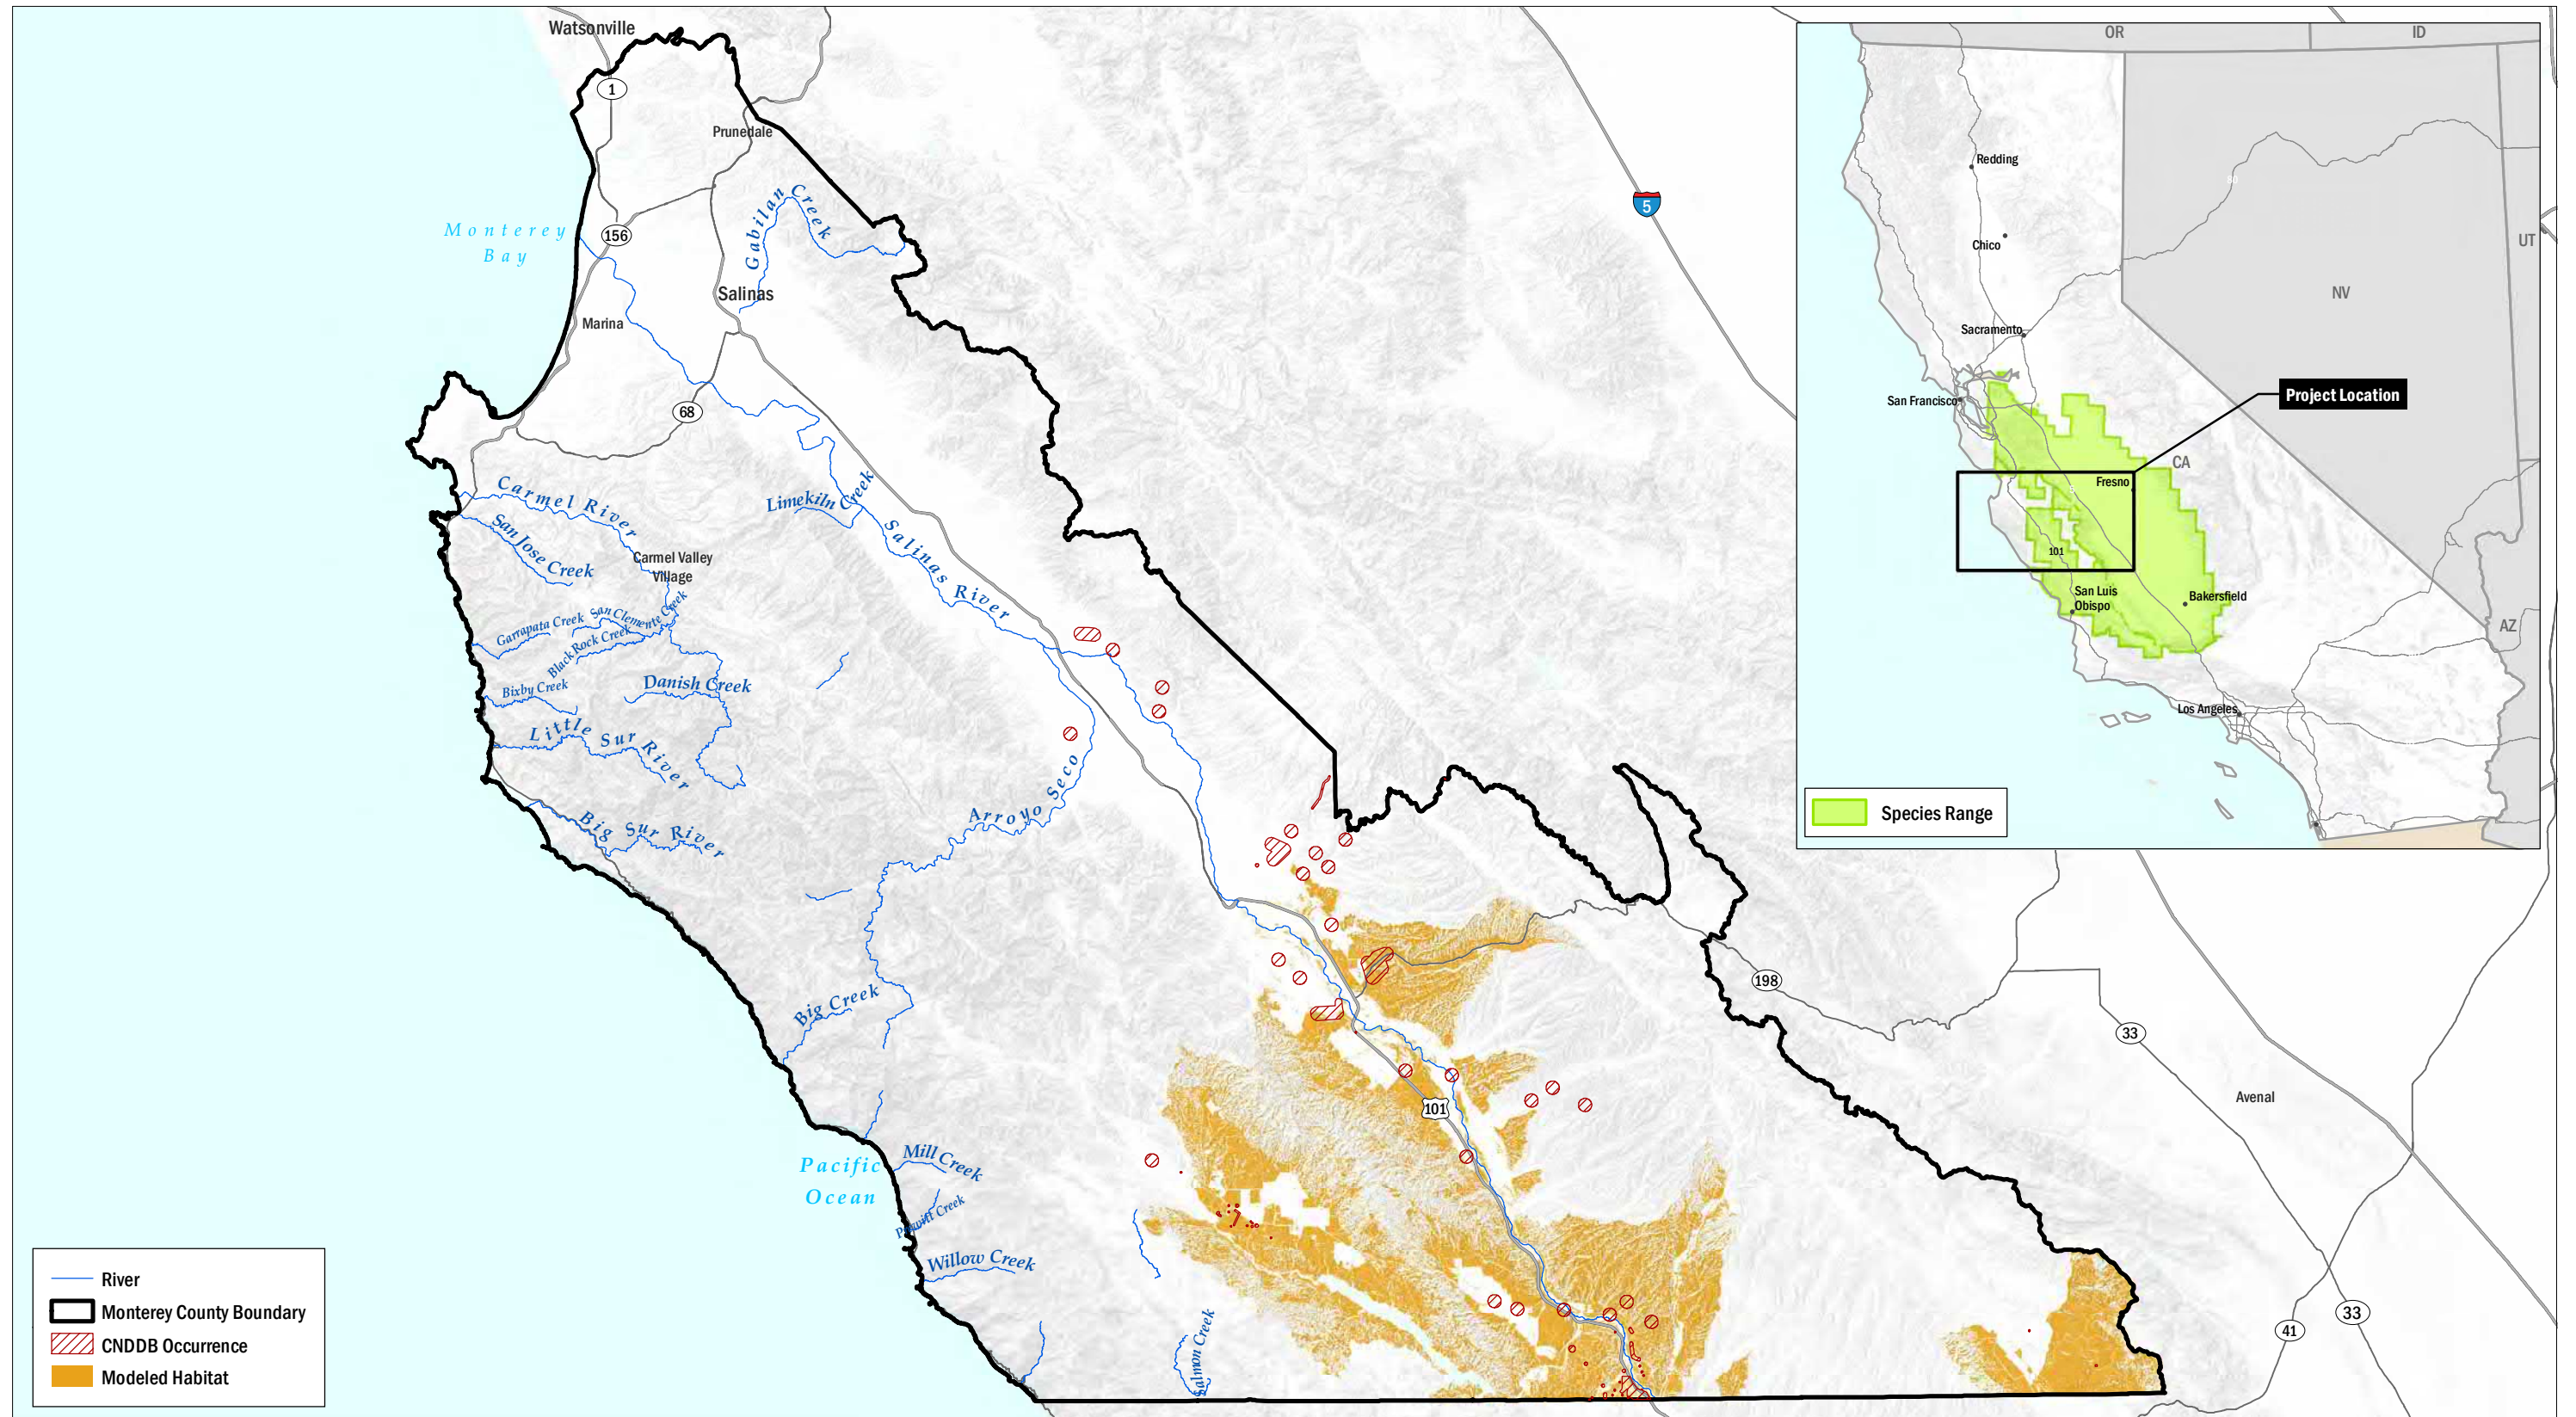 Watsonville
1
Prunedale
Monterey
Bay
156
Gabilan Creek
Salinas
Marina
68
5
Carmel River
San Jose Creek
Limekiln Creek
Salinas River
Carmel Valley
Village
Garrapata Creek
San Clemente Creek
Black Rock Creek
Bixby Creek
Danish Creek
Little Sur River
Big Sur River
Arroyo Seco
Big Creek
Pacific
Ocean
Mill Creek
Creek
Willow Creek
Salmon Creek
101
198
33
Avenal
33
41
River
Monterey County Boundary
CNDDB Occurrence
Modeled Habitat
OR
ID
Redding
80
Chico
UT
NV
Sacramento
San Francisco
Project Location
CA
Fresno
101
San Luis
Obispo
Bakersfield
AZ
Los Angeles
Species Range